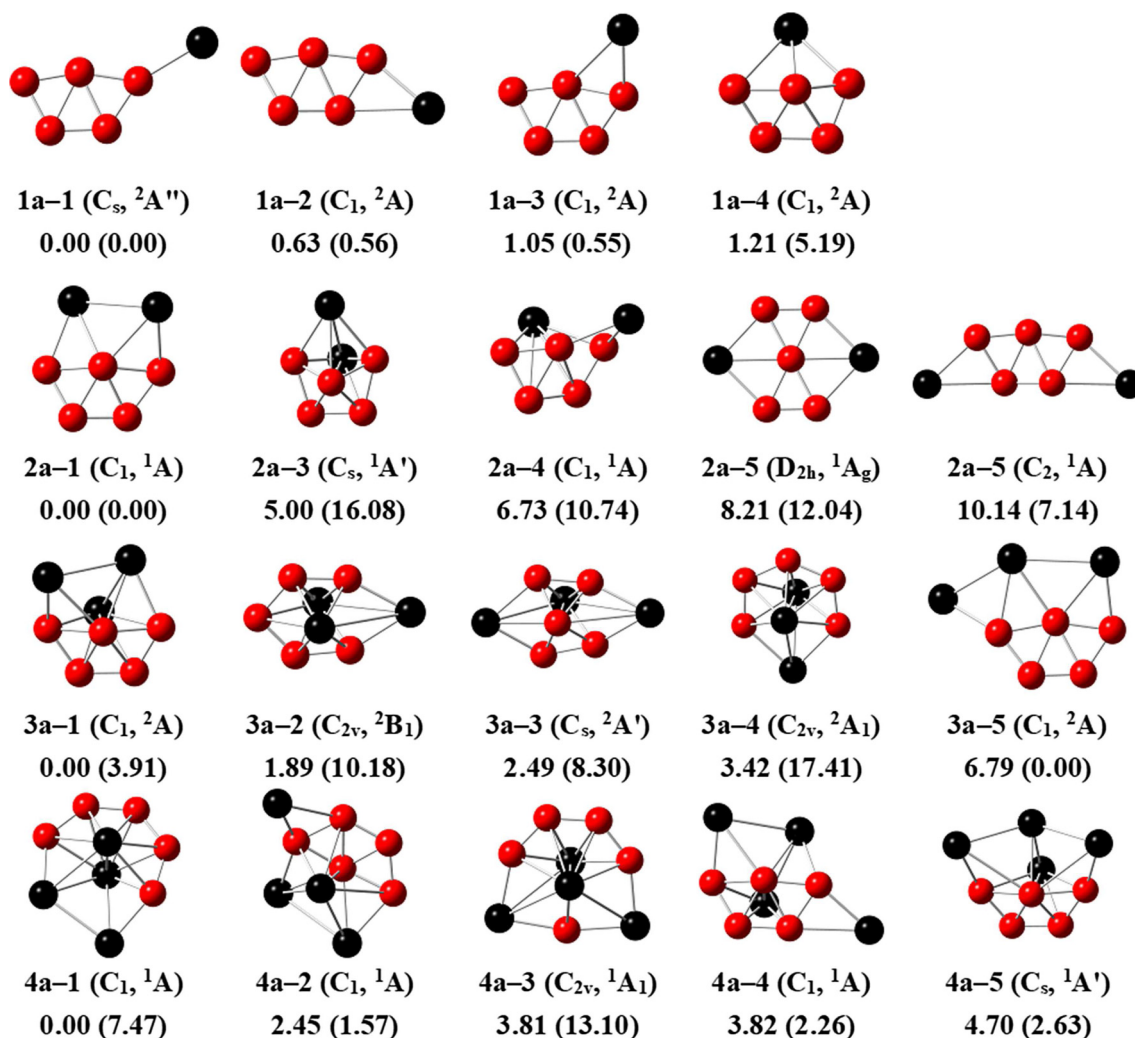 1a–1 (Cₛ, ²A'') 1a–2 (C₁, ²A) 1a–3 (C₁, ²A) 1a–4 (C₁, ²A)
0.00 (0.00) 0.63 (0.56) 1.05 (0.55) 1.21 (5.19)
2a–1 (C₁, ¹A) 2a–3 (Cₛ, ¹A') 2a–4 (C₁, ¹A) 2a–5 (D₂ₕ, ¹A_g) 2a–5 (C₂, ¹A)
0.00 (0.00) 5.00 (16.08) 6.73 (10.74) 8.21 (12.04) 10.14 (7.14)
3a–1 (C₁, ²A) 3a–2 (C₂ᵥ, ²B₁) 3a–3 (Cₛ, ²A') 3a–4 (C₂ᵥ, ²A₁) 3a–5 (C₁, ²A)
0.00 (3.91) 1.89 (10.18) 2.49 (8.30) 3.42 (17.41) 6.79 (0.00)
4a–1 (C₁, ¹A) 4a–2 (C₁, ¹A) 4a–3 (C₂ᵥ, ¹A₁) 4a–4 (C₁, ¹A) 4a–5 (Cₛ, ¹A')
0.00 (7.47) 2.45 (1.57) 3.81 (13.10) 3.82 (2.26) 4.70 (2.63)